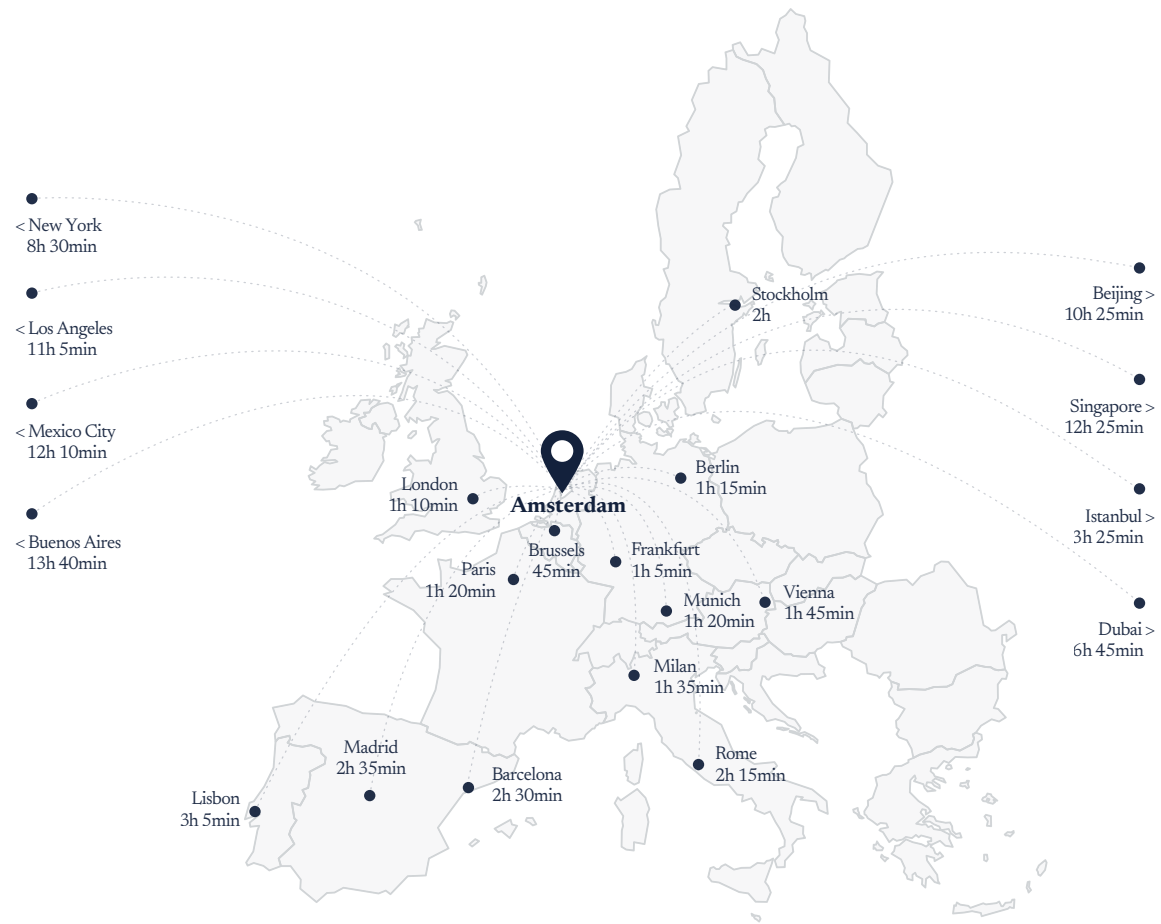 < New York
8h 30min
< Los Angeles
11h 5min
< Mexico City
12h 10min
< Buenos Aires
13h 40min
Stockholm
2h
Beijing >
10h 25min
Singapore >
12h 25min
Istanbul >
3h 25min
Dubai >
6h 45min
London
1h 10min
Amsterdam
Berlin
1h 15min
Brussels
45min
Frankfurt
1h 5min
Paris
1h 20min
Munich
1h 20min
Vienna
1h 45min
Milan
1h 35min
Madrid
2h 35min
Rome
2h 15min
Barcelona
2h 30min
Lisbon
3h 5min